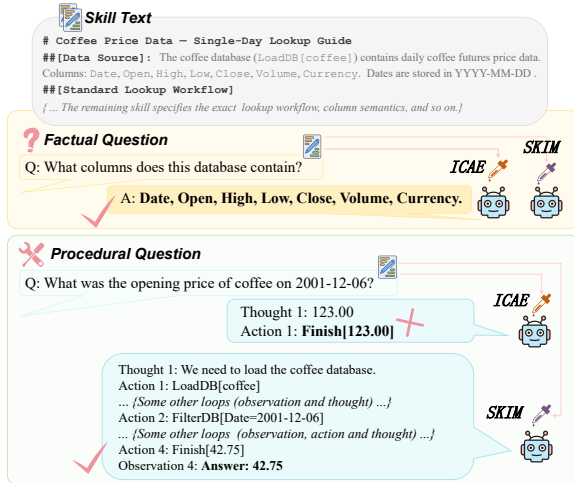 Skill Text
# Coffee Price Data — Single-Day Lookup Guide
##[Data Source]: The coffee database (LoadDB[coffee]) contains daily coffee futures price data.
Columns: Date, Open, High, Low, Close, Volume, Currency. Dates are stored in YYYY-MM-DD .
##[Standard Lookup Workflow]
{ ... The remaining skill specifies the exact lookup workflow, column semantics, and so on.}
Factual Question
SKIM
Q: What columns does this database contain?
ICAE
A: Date, Open, High, Low, Close, Volume, Currency.
Procedural Question
Q: What was the opening price of coffee on 2001-12-06?
ICAE
Thought 1: 123.00
Action 1: Finish[123.00]
Thought 1: We need to load the coffee database.
Action 1: LoadDB[coffee]
... {Some other loops (observation and thought) ...}
Action 2: FilterDB[Date=2001-12-06]
... {Some other loops (observation, action and thought) ...}
Action 4: Finish[42.75]
Observation 4: Answer: 42.75
SKIM